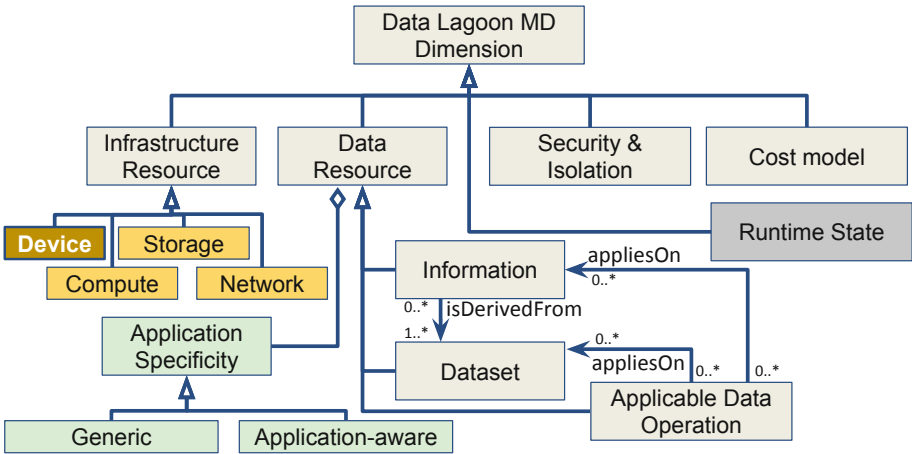 Data Lagoon MD
Dimension
Infrastructure
Resource
Data
Resource
Security &
Isolation
Cost model
Device
Storage
Compute
Network
Runtime State
Information
appliesOn
0..*
0..*
isDerivedFrom
1..*
Application
Specificity
Dataset
0..*
appliesOn
0..*
0..*
Applicable Data
Operation
Generic
Application-aware